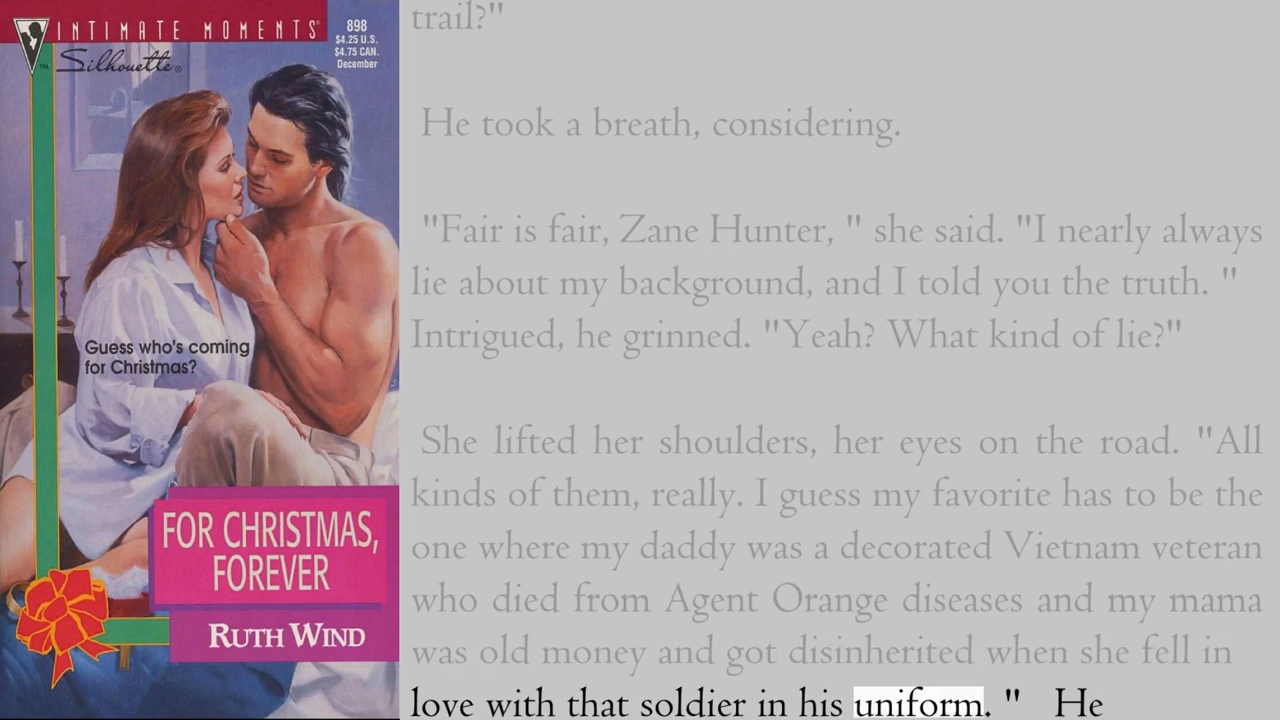 INTIMATE MOMENTS®
Silhouette®
TM
898
$4.25 U.S.
$4.75 CAN.
December
Guess who's coming
for Christmas?
FOR CHRISTMAS,
FOREVER
RUTH WIND
trail?"
He took a breath, considering.
"Fair is fair, Zane Hunter, " she said. "I nearly always
lie about my background, and I told you the truth. "
Intrigued, he grinned. "Yeah? What kind of lie?"
She lifted her shoulders, her eyes on the road. "All
kinds of them, really. I guess my favorite has to be the
one where my daddy was a decorated Vietnam veteran
who died from Agent Orange diseases and my mama
was old money and got disinherited when she fell in
love with that soldier in his uniform. " He